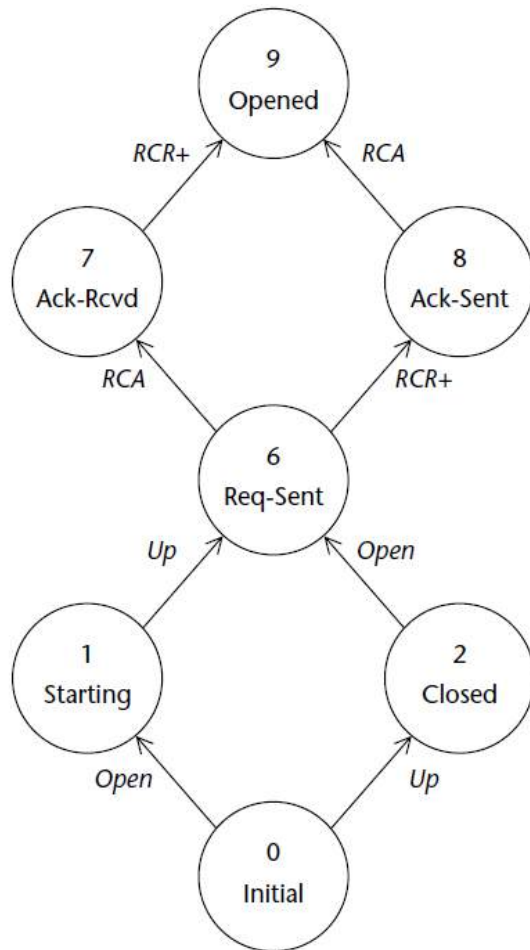 9
Opened
RCR+
RCA
7
Ack-Rcvd
8
Ack-Sent
RCA
RCR+
6
Req-Sent
Up
Open
1
Starting
2
Closed
Open
Up
0
Initial